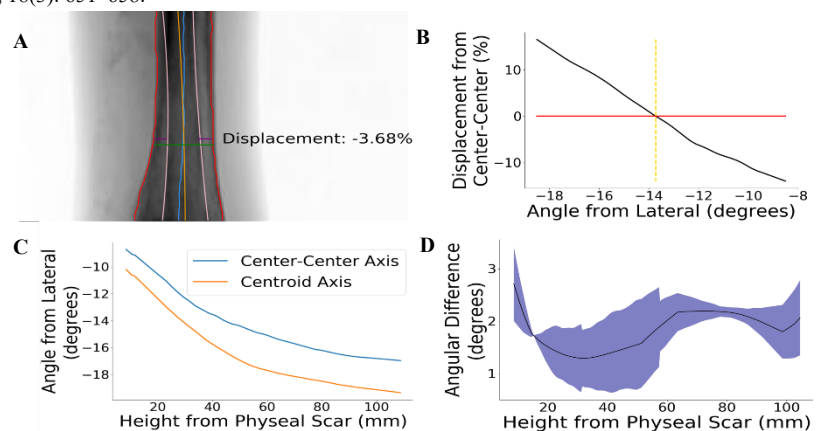 A
Displacement: -3.68%
B
Displacement from
Center-Center (%)
10
0
−10
−18
−16
−14
−12
−10
−8
Angle from Lateral (degrees)
C
Angle from Lateral
(degrees)
−10
−12
−14
−16
−18
Center-Center Axis
Centroid Axis
20
40
60
80
100
Height from Physeal Scar (mm)
D
Angular Difference
(degrees)
3
2
1
20
40
60
80
100
Height from Physeal Scar (mm)